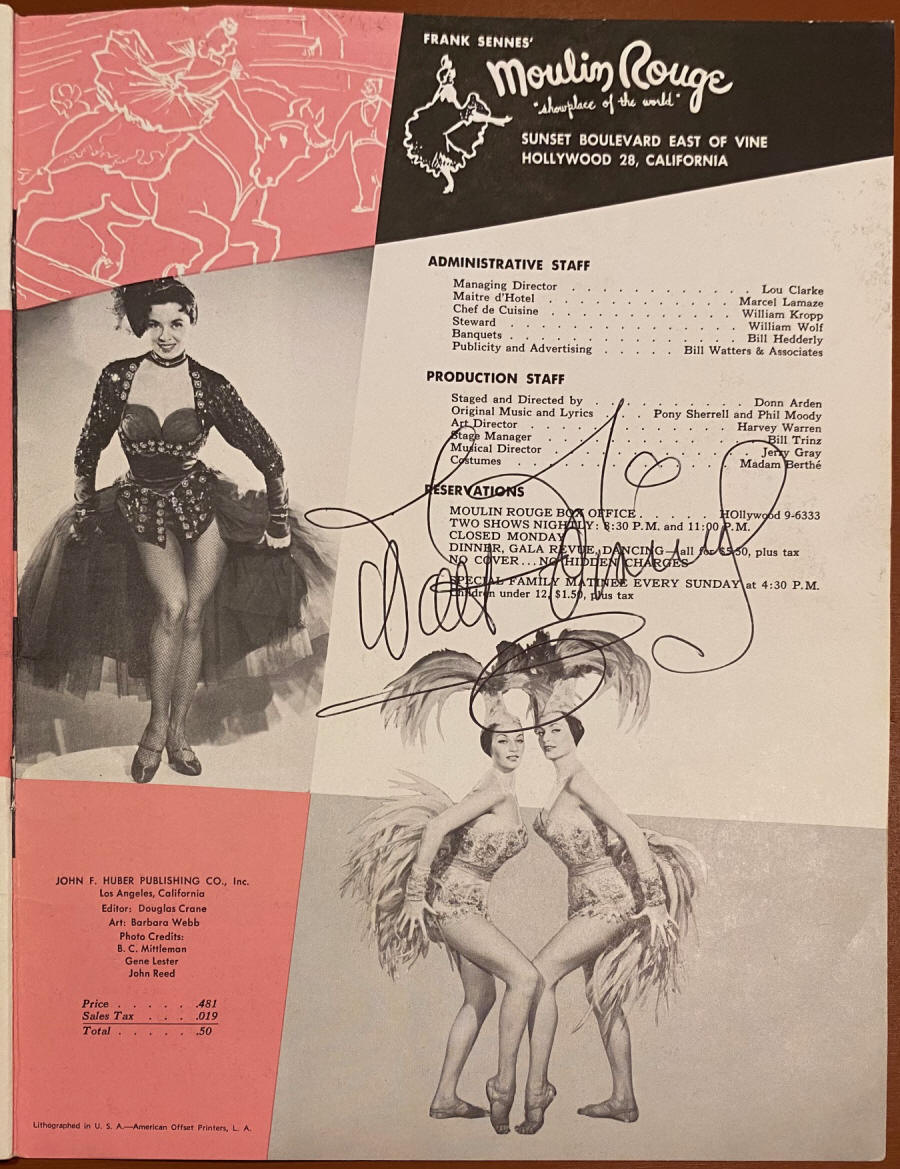 FRANK SENNES'
Moulin Rouge
"showplace of the world"
SUNSET BOULEVARD EAST OF VINE
HOLLYWOOD 28, CALIFORNIA
ADMINISTRATIVE STAFF
Managing Director . . . . . . . . . . . . Lou Clarke
Maitre d'Hotel . . . . . . . . . . . . . Marcel Lamaze
Chef de Cuisine . . . . . . . . . . . . . William Kropp
Steward . . . . . . . . . . . . . . . William Wolf
Banquets . . . . . . . . . . . . . . . Bill Hedderly
Publicity and Advertising . . . . . Bill Watters & Associates
PRODUCTION STAFF
Staged and Directed by . . . . . . . . . . Donn Arden
Original Music and Lyrics . . Pony Sherrell and Phil Moody
Art Director . . . . . . . . . . . . . Harvey Warren
Stage Manager . . . . . . . . . . . . . Bill Trinz
Musical Director . . . . . . . . . . . . Jerry Gray
Costumes . . . . . . . . . . . . . . Madam Berthé
RESERVATIONS
MOULIN ROUGE BOX OFFICE . . . . . HOllywood 9-6333
TWO SHOWS NIGHTLY: 8:30 P.M. and 11:00 P.M.
CLOSED MONDAY
DINNER, GALA REVUE, DANCING—all for $5.50, plus tax
NO COVER . . . NO HIDDEN CHARGES
SPECIAL FAMILY MATINEE EVERY SUNDAY at 4:30 P.M.
Children under 12, $1.50, plus tax
Walt Disney
JOHN F. HUBER PUBLISHING CO., Inc.
Los Angeles, California
Editor: Douglas Crane
Art: Barbara Webb
Photo Credits:
B. C. Mittleman
Gene Lester
John Reed
Price . . . . . .481
Sales Tax . . . .019
Total . . . . . .50
Lithographed in U. S. A.—American Offset Printers, L. A.